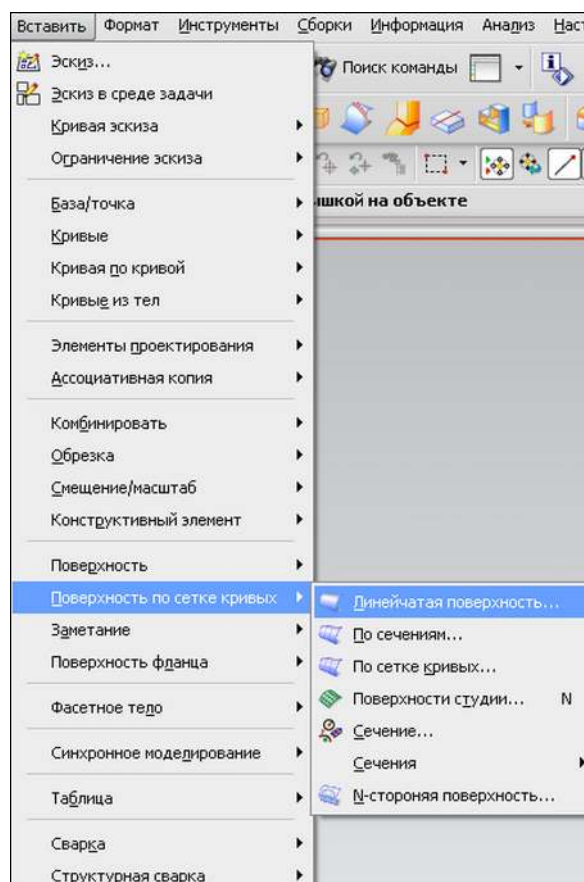 Вставить Формат Инструменты Сборки Информация Анализ Наст
Эскиз...
Поиск команды
Эскиз в среде задачи
Кривая эскиза
Ограничение эскиза
База/точка
ышкой на объекте
Кривые
Кривая по кривой
Кривые из тел
Элементы проектирования
Ассоциативная копия
Комбинировать
Обрезка
Смещение/масштаб
Конструктивный элемент
Поверхность
Поверхность по сетке кривых
Линейчатая поверхность...
Заметание
По сечениям...
Поверхность фланца
По сетке кривых...
Фасетное тело
Поверхности студии... N
Сечение...
Синхронное моделирование
Сечения
Таблица
N-стороняя поверхность...
Сварка
Структурная сварка